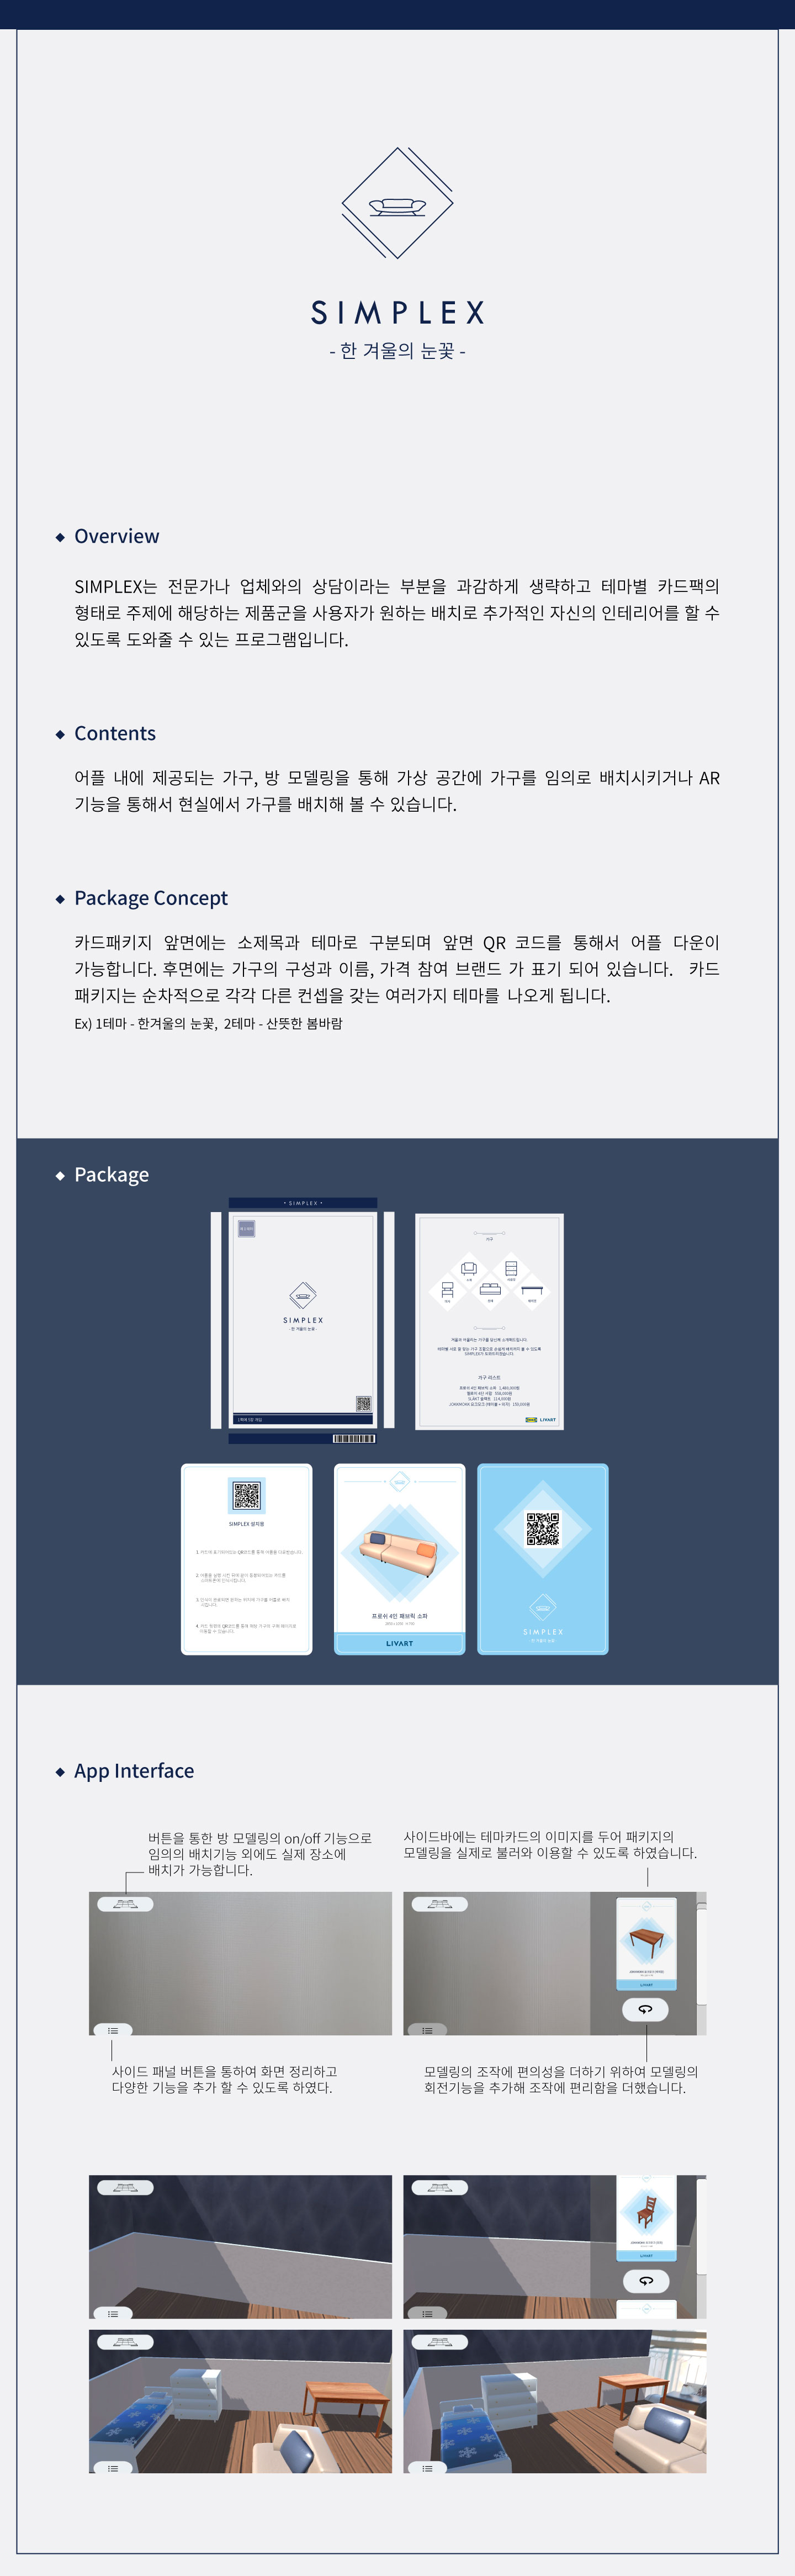 SIMPLEX
- 한 겨울의 눈꽃 -
Overview
SIMPLEX는 전문가나 업체와의 상담이라는 부분을 과감하게 생략하고 테마별 카드팩의
형태로 주제에 해당하는 제품군을 사용자가 원하는 배치로 추가적인 자신의 인테리어를 할 수
있도록 도와줄 수 있는 프로그램입니다.
Contents
어플 내에 제공되는 가구, 방 모델링을 통해 가상 공간에 가구를 임의로 배치시키거나 AR
기능을 통해서 현실에서 가구를 배치해 볼 수 있습니다.
Package Concept
카드패키지 앞면에는 소제목과 테마로 구분되며 앞면 QR 코드를 통해서 어플 다운이
가능합니다. 후면에는 가구의 구성과 이름, 가격 참여 브랜드 가 표기 되어 있습니다. 카드
패키지는 순차적으로 각각 다른 컨셉을 갖는 여러가지 테마를 나오게 됩니다.
Ex) 1테마 - 한겨울의 눈꽃, 2테마 - 산뜻한 봄바람
Package
• SIMPLEX •
SIMPLEX
- 한 겨울의 눈꽃 -
가구
소파
가구 리스트
LIVART
SIMPLEX 설치법
프로쉬 4인 패브릭 소파
LIVART
SIMPLEX
- 한 겨울의 눈꽃 -
App Interface
버튼을 통한 방 모델링의 on/off 기능으로
임의의 배치기능 외에도 실제 장소에
배치가 가능합니다.
사이드바에는 테마카드의 이미지를 두어 패키지의
모델링을 실제로 불러와 이용할 수 있도록 하였습니다.
LIVART
사이드 패널 버튼을 통하여 화면 정리하고
다양한 기능을 추가 할 수 있도록 하였다.
모델링의 조작에 편의성을 더하기 위하여 모델링의
회전기능을 추가해 조작에 편리함을 더했습니다.
LIVART